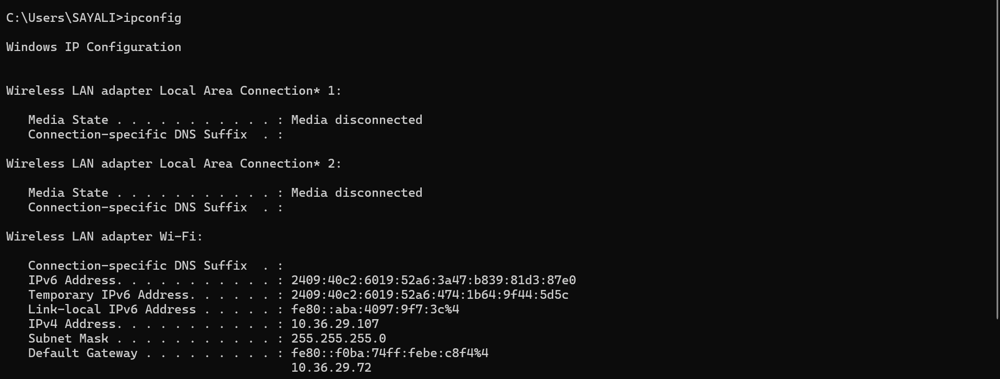 C:\Users\SAYALI>ipconfig
Windows IP Configuration
Wireless LAN adapter Local Area Connection* 1:
Media State . . . . . . . . . . . : Media disconnected
Connection-specific DNS Suffix  . :
Wireless LAN adapter Local Area Connection* 2:
Media State . . . . . . . . . . . : Media disconnected
Connection-specific DNS Suffix  . :
Wireless LAN adapter Wi-Fi:
Connection-specific DNS Suffix  . :
IPv6 Address. . . . . . . . . . . : 2409:40c2:6019:52a6:3a47:b839:81d3:87e0
Temporary IPv6 Address. . . . . . : 2409:40c2:6019:52a6:474:1b64:9f44:5d5c
Link-local IPv6 Address . . . . . : fe80::aba:4097:9f7:3c%4
IPv4 Address. . . . . . . . . . . : 10.36.29.107
Subnet Mask . . . . . . . . . . . : 255.255.255.0
Default Gateway . . . . . . . . . : fe80::f0ba:74ff:febe:c8f4%4
10.36.29.72